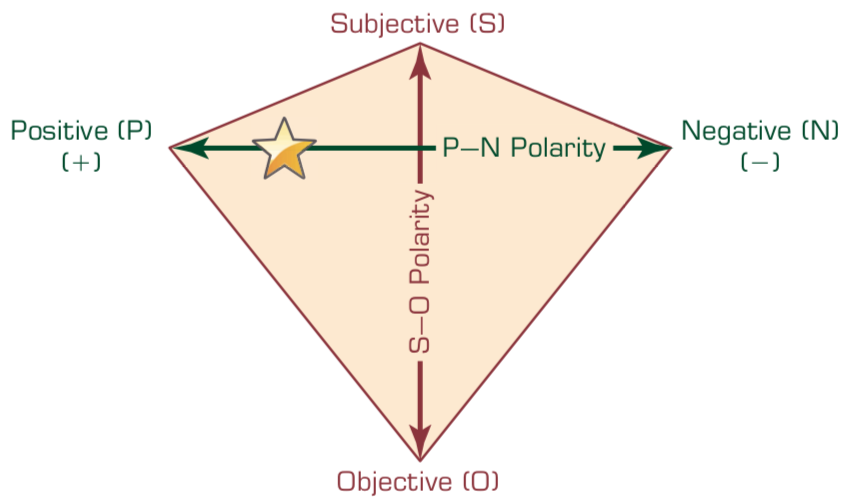 Subjective (S)
Positive (P)
(+)
P–N Polarity
Negative (N)
(−)
S–O Polarity
Objective (O)